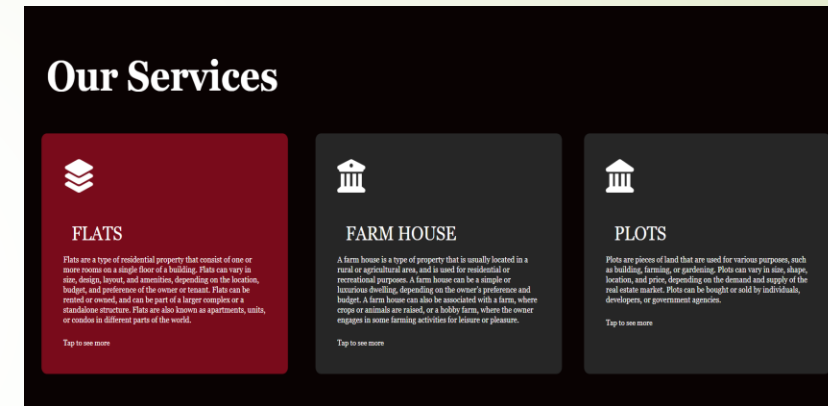 Our Services
FLATS
Flats are a type of residential property that consist of one or
more rooms on a single floor of a building. Flats can vary in
size, design, layout, and amenities, depending on the location,
budget, and preference of the owner or tenant. Flats can be
rented or owned, and can be part of a larger complex or a
standalone structure. Flats are also known as apartments, units,
or condos in different parts of the world.
Tap to see more
FARM HOUSE
A farm house is a type of property that is usually located in a
rural or agricultural area, and is used for residential or
recreational purposes. A farm house can be a simple or
luxurious dwelling, depending on the owner's preference and
budget. A farm house can also be associated with a farm, where
crops or animals are raised, or a hobby farm, where the owner
engages in some farming activities for leisure or pleasure.
Tap to see more
PLOTS
Plots are pieces of land that are used for various purposes, such
as building, farming, or gardening. Plots can vary in size, shape,
location, and price, depending on the demand and supply of the
real estate market. Plots can be bought or sold by individuals,
developers, or government agencies.
Tap to see more